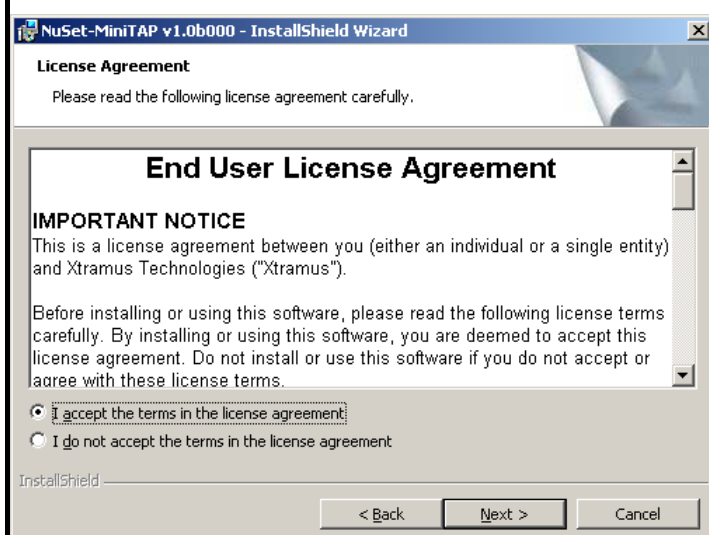 NuSet-MiniTAP v1.0b000 - InstallShield Wizard
License Agreement
Please read the following license agreement carefully.
End User License Agreement
IMPORTANT NOTICE
This is a license agreement between you (either an individual or a single entity)
and Xtramus Technologies ("Xtramus").
Before installing or using this software, please read the following license terms
carefully. By installing or using this software, you are deemed to accept this
license agreement. Do not install or use this software if you do not accept or
agree with these license terms.
I accept the terms in the license agreement
I do not accept the terms in the license agreement
InstallShield
< Back
Next >
Cancel